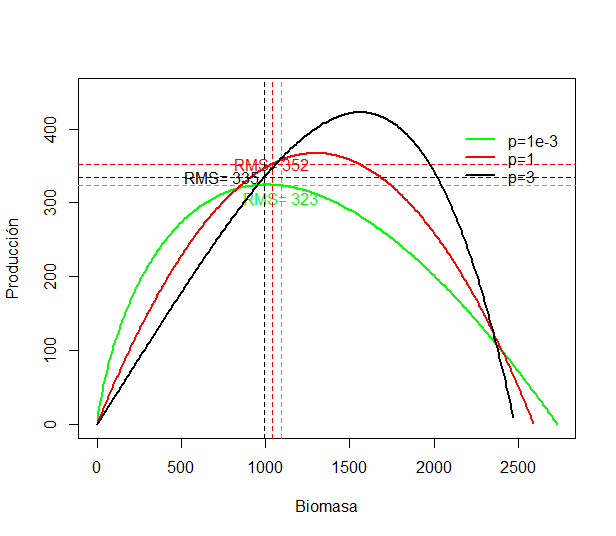 p=1e-3
p=1
p=3
RMS= 352
RMS= 335
RMS= 323
Producción
400
300
200
100
0
0 500 1000 1500 2000 2500
Biomasa